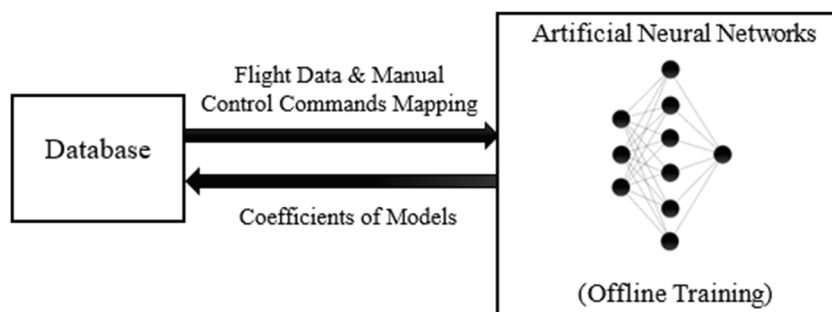 Artificial Neural Networks
Flight Data & Manual
Control Commands Mapping
Database
Coefficients of Models
(Offline Training)